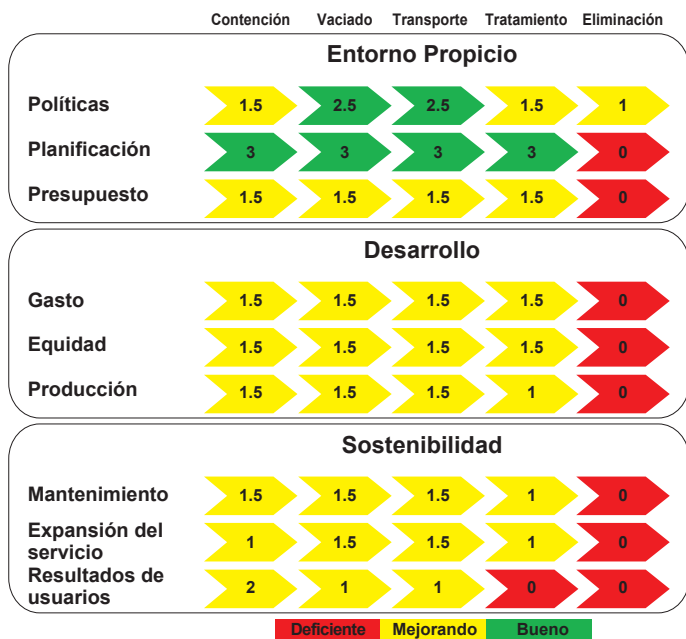 Contención Vaciado Transporte Tratamiento Eliminación
Entorno Propicio
Políticas 1.5 2.5 2.5 1.5 1
Planificación 3 3 3 3 0
Presupuesto 1.5 1.5 1.5 1.5 0
Desarrollo
Gasto 1.5 1.5 1.5 1.5 0
Equidad 1.5 1.5 1.5 1.5 0
Producción 1.5 1.5 1.5 1 0
Sostenibilidad
Mantenimiento 1.5 1.5 1.5 1 0
Expansión del
servicio 1 1.5 1.5 1 0
Resultados de
usuarios 2 1 1 0 0
Deficiente Mejorando Bueno